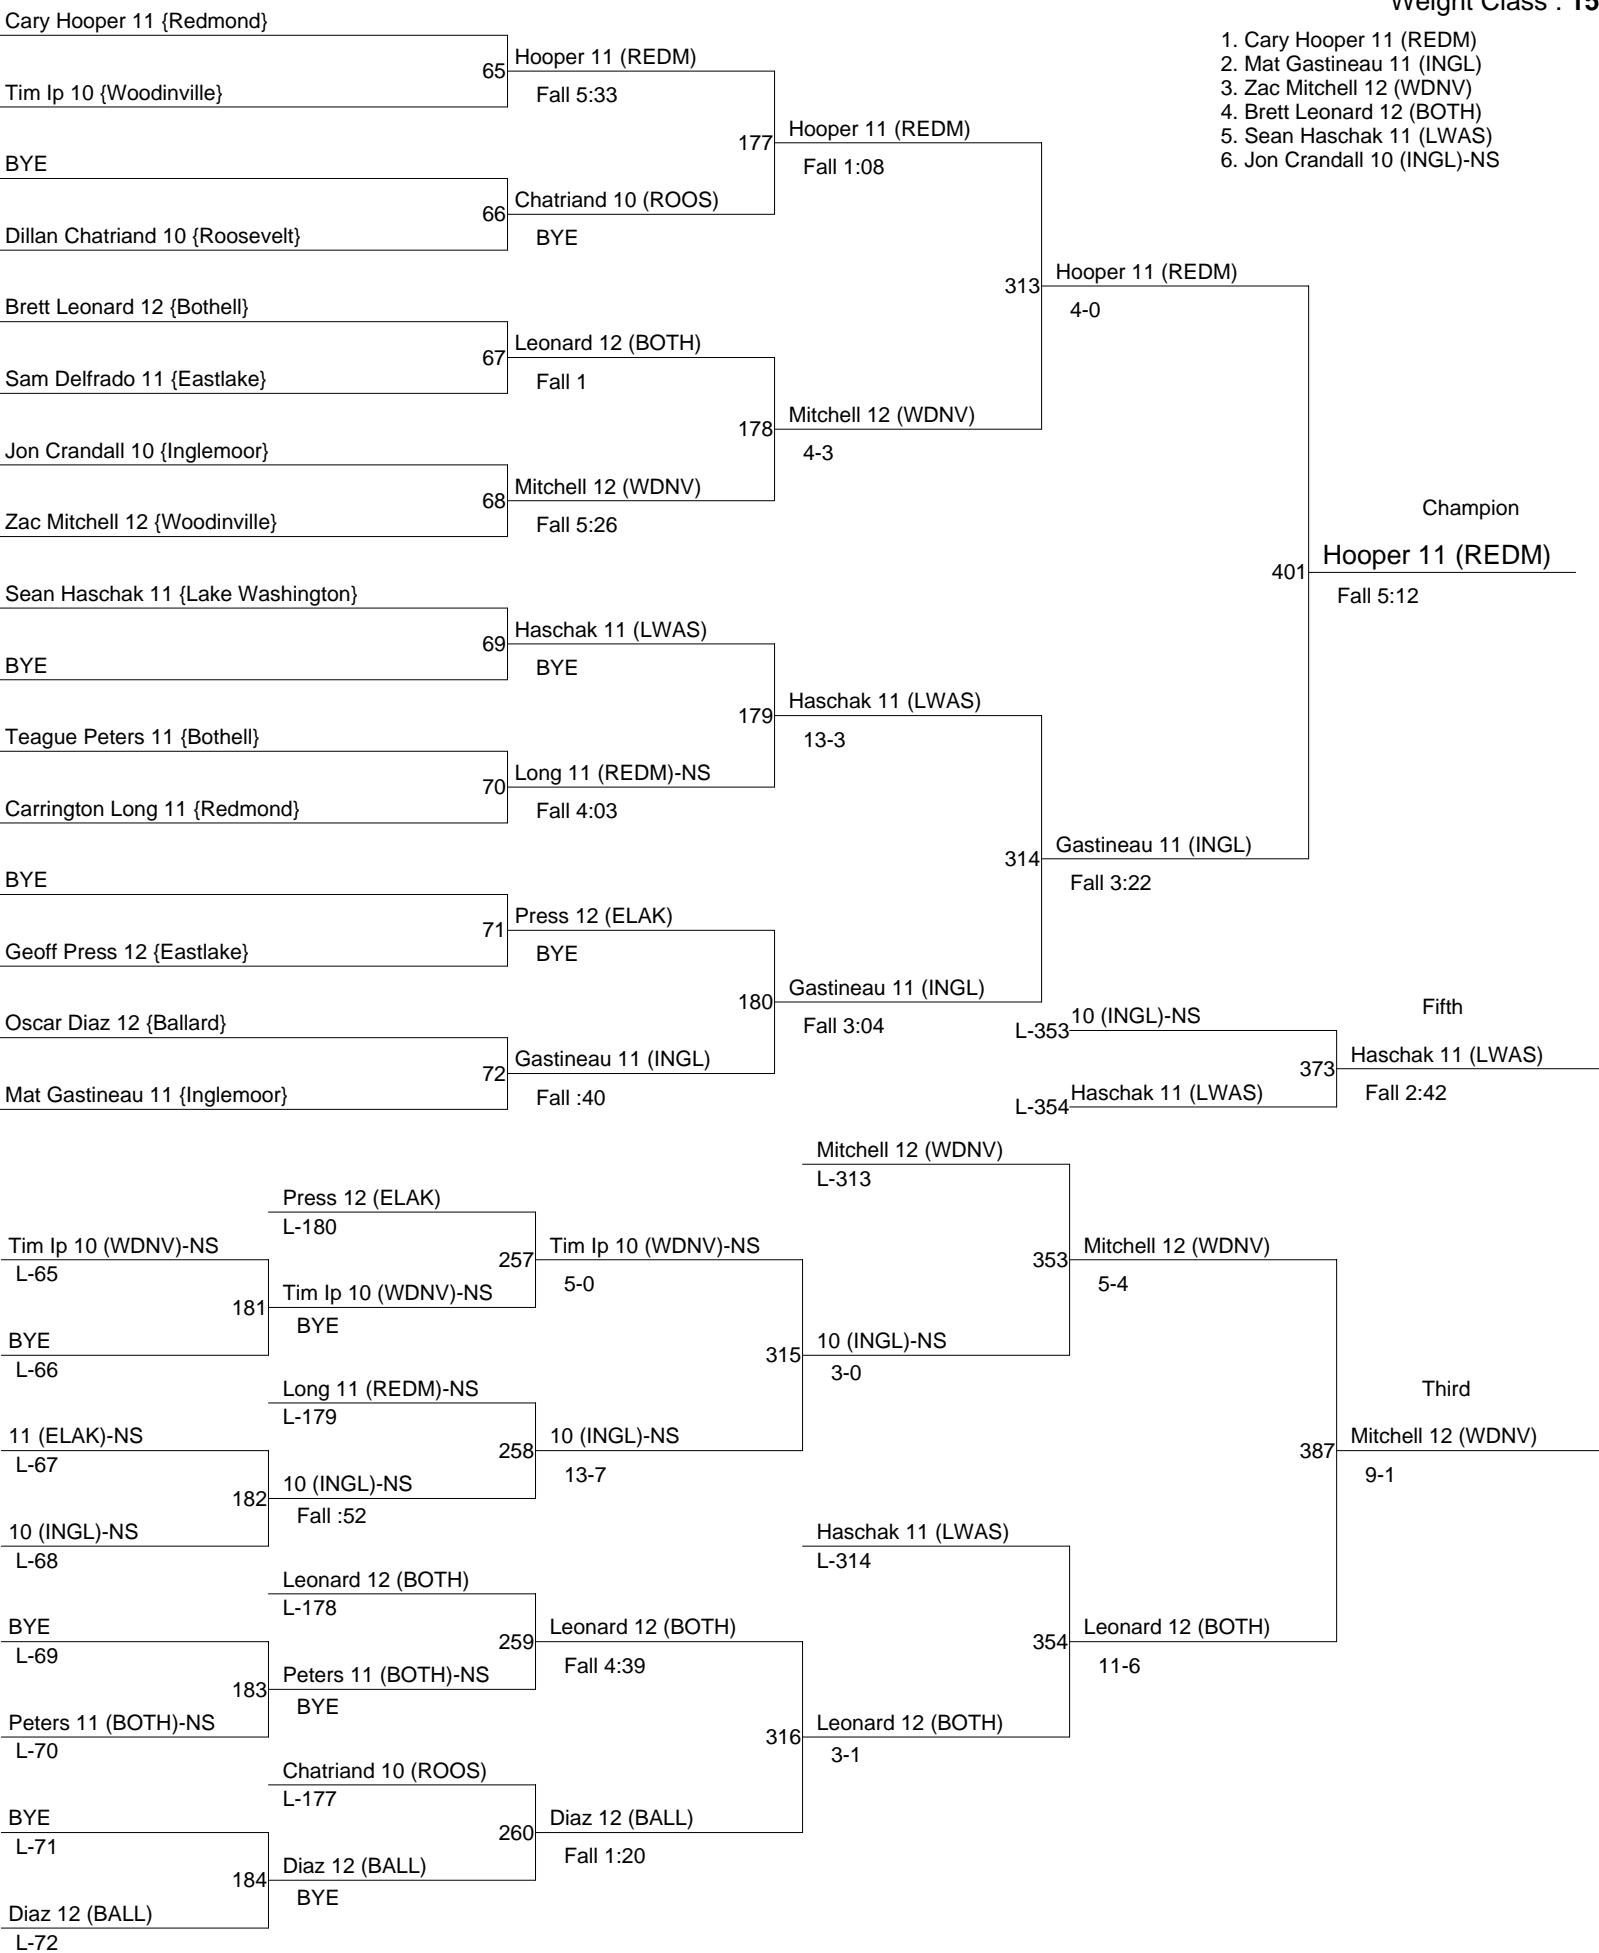 Weight Class : 15
1. Cary Hooper 11 (REDM)
2. Mat Gastineau 11 (INGL)
3. Zac Mitchell 12 (WDNV)
4. Brett Leonard 12 (BOTH)
5. Sean Haschak 11 (LWAS)
6. Jon Crandall 10 (INGL)-NS
Cary Hooper 11 {Redmond}
Tim Ip 10 {Woodinville}
BYE
Dillan Chatriand 10 {Roosevelt}
Brett Leonard 12 {Bothell}
Sam Delfrado 11 {Eastlake}
Jon Crandall 10 {Inglemoor}
Zac Mitchell 12 {Woodinville}
Sean Haschak 11 {Lake Washington}
BYE
Teague Peters 11 {Bothell}
Carrington Long 11 {Redmond}
BYE
Geoff Press 12 {Eastlake}
Oscar Diaz 12 {Ballard}
Mat Gastineau 11 {Inglemoor}
65 Hooper 11 (REDM)
Fall 5:33
66 Chatriand 10 (ROOS)
BYE
67 Leonard 12 (BOTH)
Fall 1
68 Mitchell 12 (WDNV)
Fall 5:26
69 Haschak 11 (LWAS)
BYE
70 Long 11 (REDM)-NS
Fall 4:03
71 Press 12 (ELAK)
BYE
72 Gastineau 11 (INGL)
Fall :40
177 Hooper 11 (REDM)
Fall 1:08
178 Mitchell 12 (WDNV)
4-3
179 Haschak 11 (LWAS)
13-3
180 Gastineau 11 (INGL)
Fall 3:04
313 Hooper 11 (REDM)
4-0
314 Gastineau 11 (INGL)
Fall 3:22
Champion
401 Hooper 11 (REDM)
Fall 5:12
L-353 10 (INGL)-NS
L-354 Haschak 11 (LWAS)
Fifth
373 Haschak 11 (LWAS)
Fall 2:42
Tim Ip 10 (WDNV)-NS
L-65
BYE
L-66
11 (ELAK)-NS
L-67
10 (INGL)-NS
L-68
BYE
L-69
Peters 11 (BOTH)-NS
L-70
BYE
L-71
Diaz 12 (BALL)
L-72
Press 12 (ELAK)
L-180
181 Tim Ip 10 (WDNV)-NS
BYE
Long 11 (REDM)-NS
L-179
182 10 (INGL)-NS
Fall :52
Leonard 12 (BOTH)
L-178
183 Peters 11 (BOTH)-NS
BYE
Chatriand 10 (ROOS)
L-177
184 Diaz 12 (BALL)
BYE
257 Tim Ip 10 (WDNV)-NS
5-0
258 10 (INGL)-NS
13-7
259 Leonard 12 (BOTH)
Fall 4:39
260 Diaz 12 (BALL)
Fall 1:20
Mitchell 12 (WDNV)
L-313
315 10 (INGL)-NS
3-0
Haschak 11 (LWAS)
L-314
316 Leonard 12 (BOTH)
3-1
353 Mitchell 12 (WDNV)
5-4
354 Leonard 12 (BOTH)
11-6
Third
387 Mitchell 12 (WDNV)
9-1